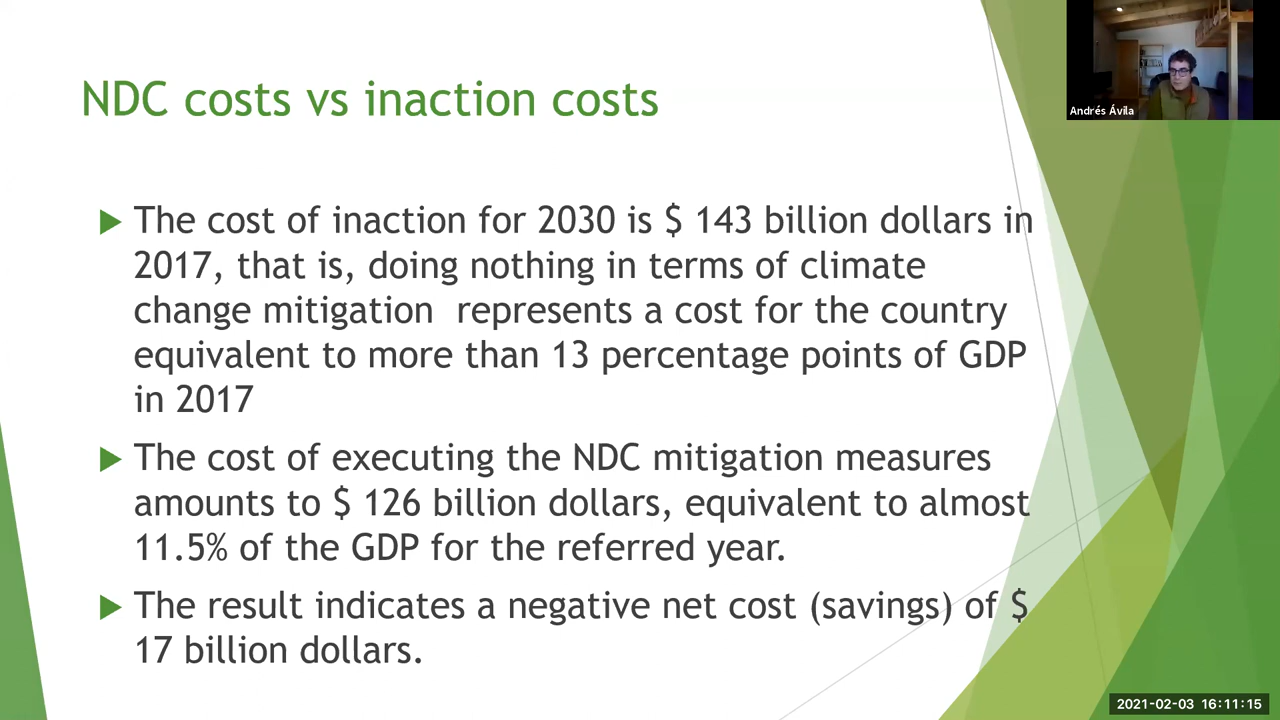 NDC costs vs inaction costs
Andrés Ávila
The cost of inaction for 2030 is $ 143 billion dollars in
2017, that is, doing nothing in terms of climate
change mitigation  represents a cost for the country
equivalent to more than 13 percentage points of GDP
in 2017
The cost of executing the NDC mitigation measures
amounts to $ 126 billion dollars, equivalent to almost
11.5% of the GDP for the referred year.
The result indicates a negative net cost (savings) of $
17 billion dollars.
2021-02-03 16:11:15